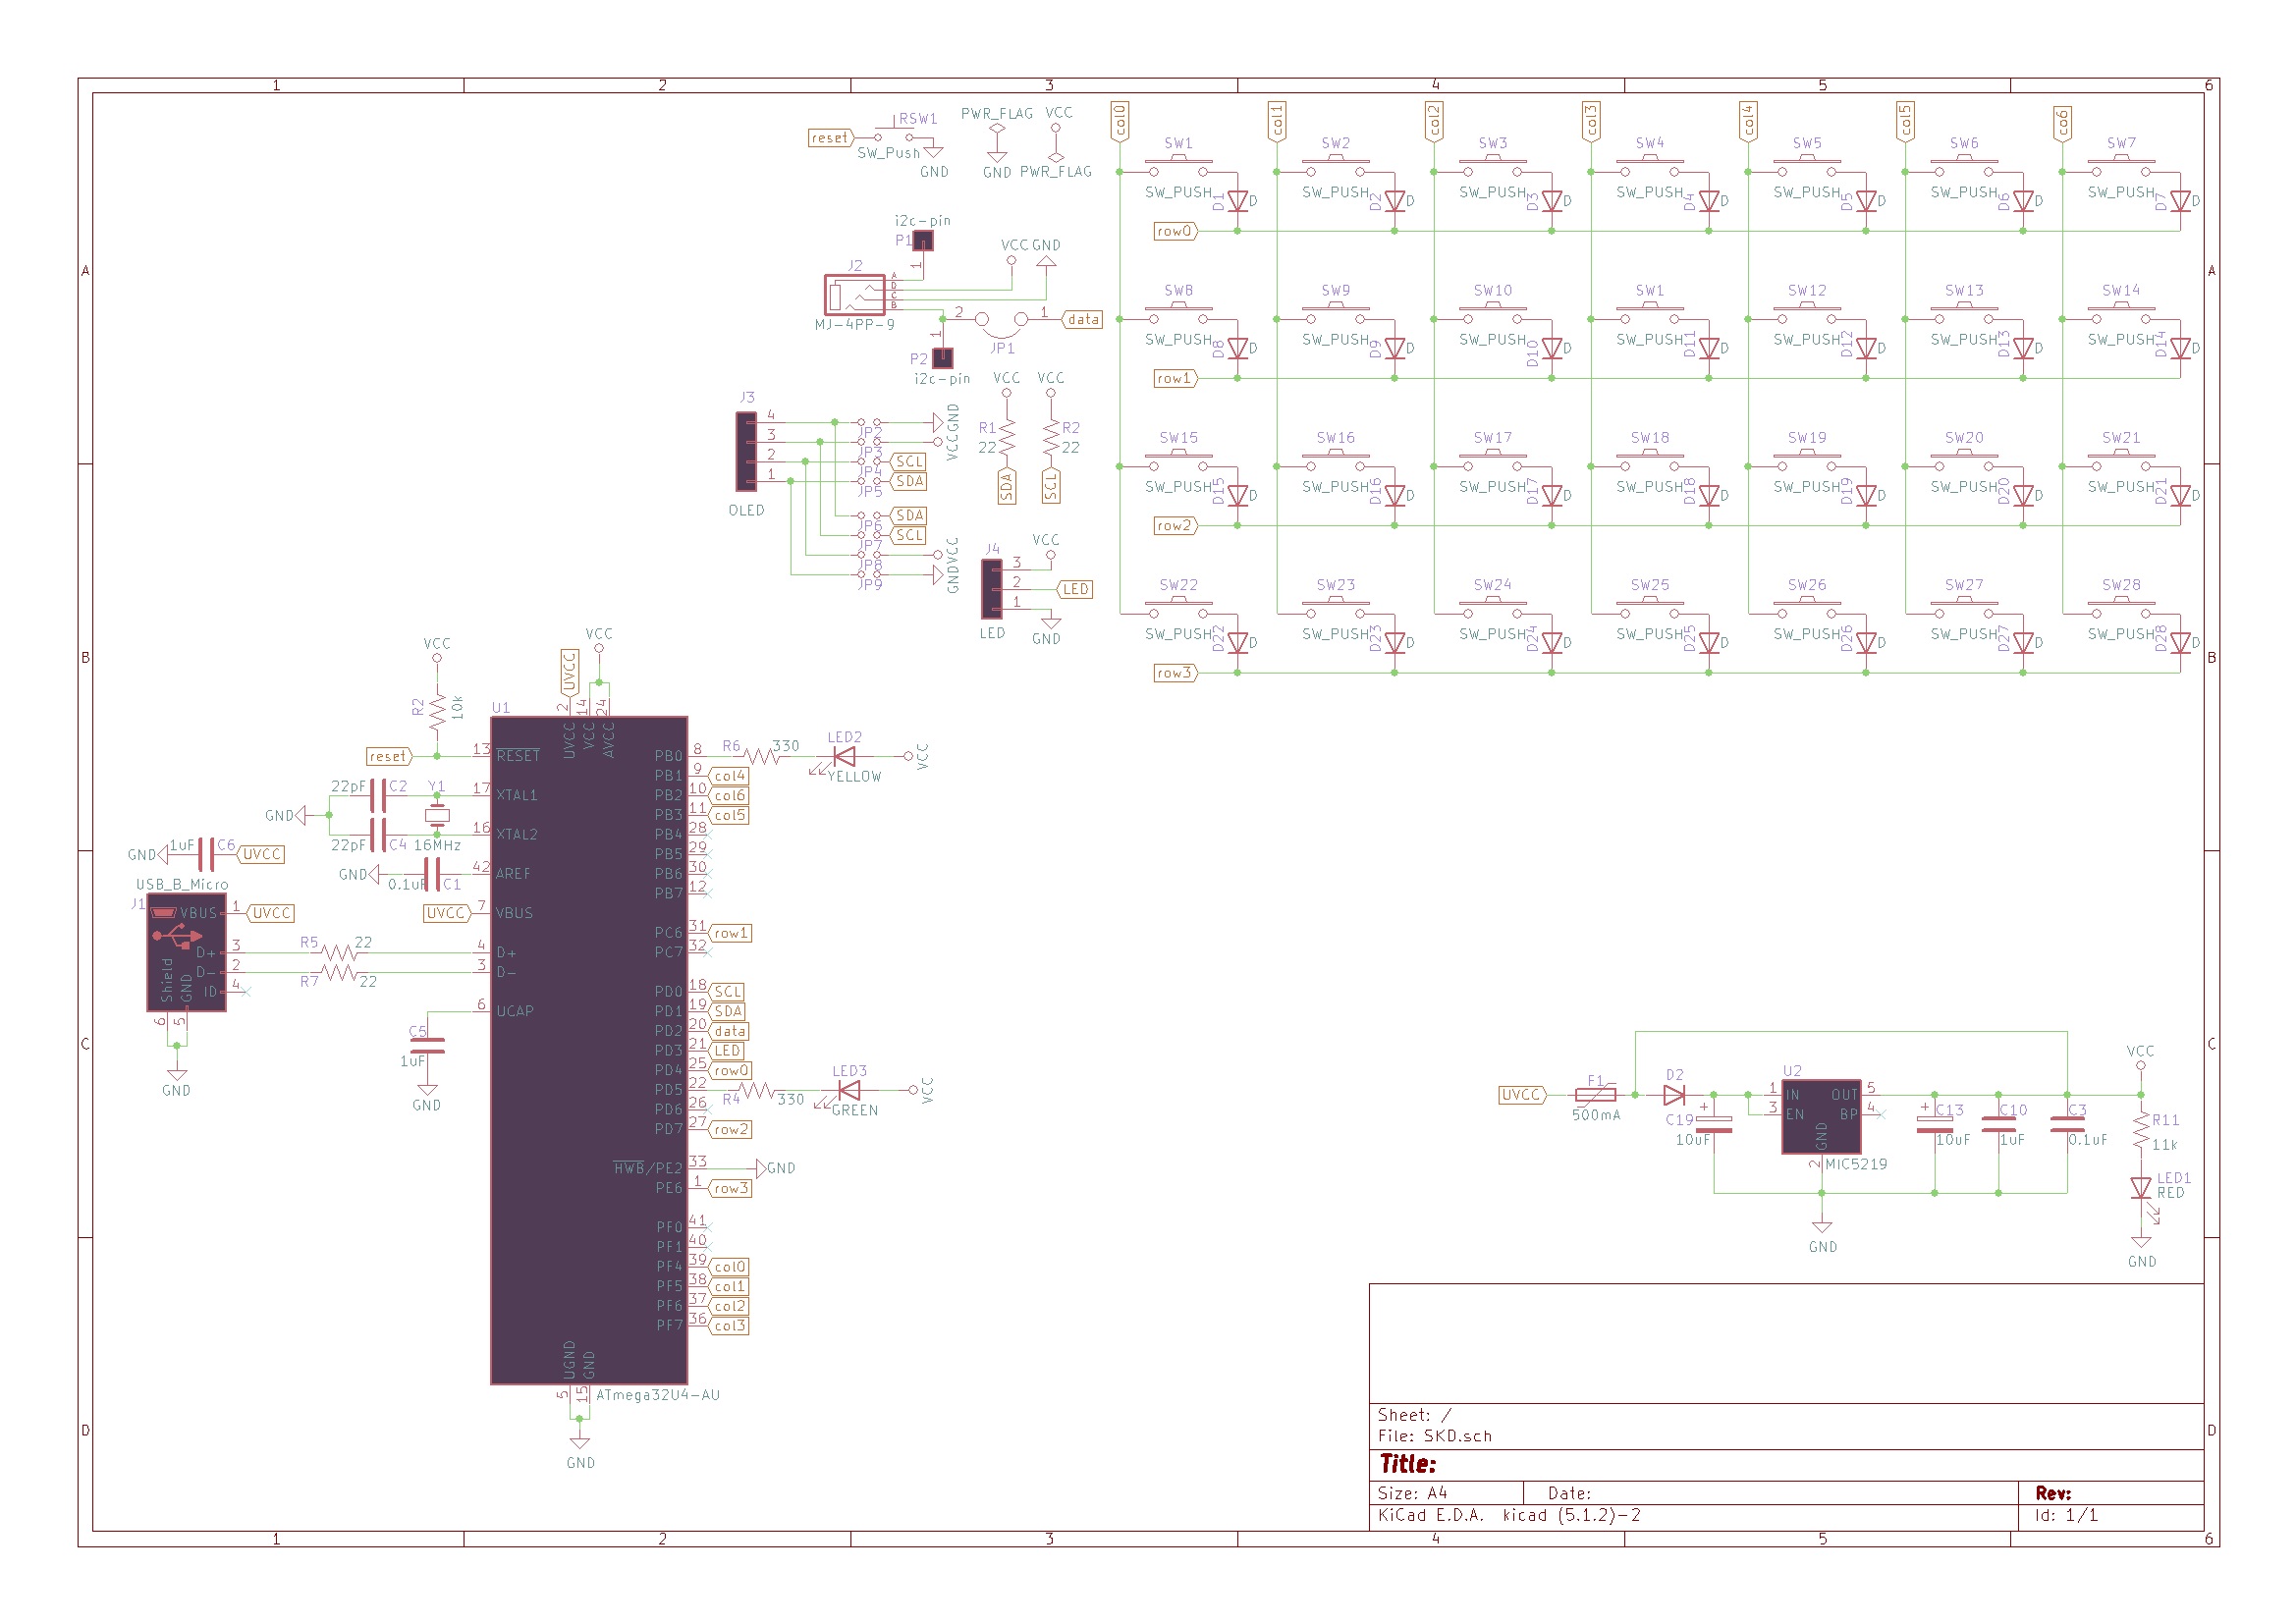 1 2 3 4 5 6
A A
B B
C C
D D
1 2 3 4 5 6
reset
RSW1
SW_Push
GND
PWR_FLAG
GND
VCC
PWR_FLAG
i2c-pin
P1
1
J2
A
D
C
B
MJ-4PP-9
VCC GND
2
1
data
JP1
1
P2
i2c-pin
J3
4
3
2
1
OLED
JP2
JP3
JP4
JP5
GND
VCC
SCL
SDA
JP6
JP7
JP8
JP9
SDA
SCL
VCC
GND
VCC
R1
22
SDA
VCC
R2
22
SCL
J4
3
2
1
LED
VCC
LED
GND
col0 col1 col2 col3 col4 col5 co6
SW1 SW2 SW3 SW4 SW5 SW6 SW7
SW_PUSH SW_PUSH SW_PUSH SW_PUSH SW_PUSH SW_PUSH SW_PUSH
D1 D D2 D D3 D D4 D D5 D D6 D D7 D
row0
SW8 SW9 SW10 SW1 SW12 SW13 SW14
SW_PUSH SW_PUSH SW_PUSH SW_PUSH SW_PUSH SW_PUSH SW_PUSH
D8 D D9 D D10 D D11 D D12 D D13 D D14 D
row1
SW15 SW16 SW17 SW18 SW19 SW20 SW21
SW_PUSH SW_PUSH SW_PUSH SW_PUSH SW_PUSH SW_PUSH SW_PUSH
D15 D D16 D D17 D D18 D D19 D D20 D D21 D
row2
SW22 SW23 SW24 SW25 SW26 SW27 SW28
SW_PUSH SW_PUSH SW_PUSH SW_PUSH SW_PUSH SW_PUSH SW_PUSH
D22 D D23 D D24 D D25 D D26 D D27 D D28 D
row3
VCC
R2
10k
reset
22pF C2
Y1
GND
22pF C4 16MHz
GND 1uF C6 UVCC
GND 0.1uF C1
USB_B_Micro
J1
VBUS 1 UVCC
D+ 3
D- 2
ID 4
Shield
GND
6
5
GND
R5 22
R7 22
UVCC
C5
1uF
GND
U1
UVCC
VCC
2 14 24
UVCC VCC AVCC
13 RESET
17 XTAL1
16 XTAL2
42 AREF
7 VBUS
4 D+
3 D-
6 UCAP
PB0 8
PB1 9 col4
PB2 10 col6
PB3 11 col5
PB4 28
PB5 29
PB6 30
PB7 12
PC6 31 row1
PC7 32
PD0 18 SCL
PD1 19 SDA
PD2 20 data
PD3 21 LED
PD4 25 row0
PD5 22
PD6 26
PD7 27 row2
HWB/PE2 33 GND
PE6 1 row3
PF0 41
PF1 40
PF4 39 col0
PF5 38 col1
PF6 37 col2
PF7 36 col3
UGND GND
5 15
ATmega32U4-AU
GND
R6 330
LED2
YELLOW
VCC
R4 330
LED3
GREEN
VCC
UVCC
F1
500mA
D2
C19
10uF
+
U2
1 IN OUT 5
3 EN BP 4
GND
2
MIC5219
GND
+
C13
10uF
C10
1uF
C3
0.1uF
VCC
R11
11k
LED1
RED
GND
Sheet: /
File: SKD.sch
Title:
Size: A4 Date: Rev:
KiCad E.D.A. kicad (5.1.2)-2 Id: 1/1